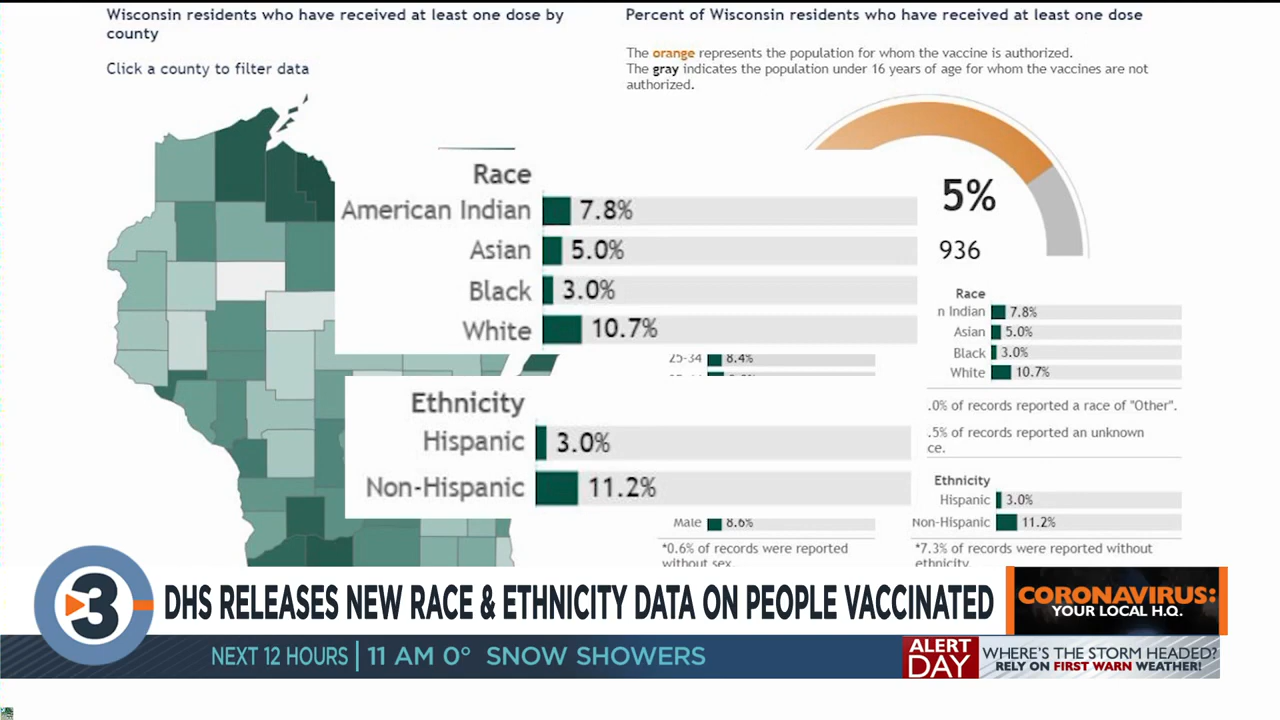 Wisconsin residents who have received at least one dose by
county
Click a county to filter data
Percent of Wisconsin residents who have received at least one dose
The orange represents the population for whom the vaccine is authorized.
The gray indicates the population under 16 years of age for whom the vaccines are not
authorized.
5%
936
Race
American Indian 7.8%
Asian 5.0%
Black 3.0%
White 10.7%
Ethnicity
Hispanic 3.0%
Non-Hispanic 11.2%
25-34 8.4%
Male 8.6%
*0.6% of records were reported
without sex
Race
n Indian 7.8%
Asian 5.0%
Black 3.0%
White 10.7%
.0% of records reported a race of "Other".
.5% of records reported an unknown
ce.
Ethnicity
Hispanic 3.0%
Non-Hispanic 11.2%
*7.3% of records were reported without
ethnicity
3
DHS RELEASES NEW RACE & ETHNICITY DATA ON PEOPLE VACCINATED
CORONAVIRUS:
YOUR LOCAL H.Q.
NEXT 12 HOURS | 11 AM 0° SNOW SHOWERS
ALERT
DAY
WHERE'S THE STORM HEADED?
RELY ON FIRST WARN WEATHER!